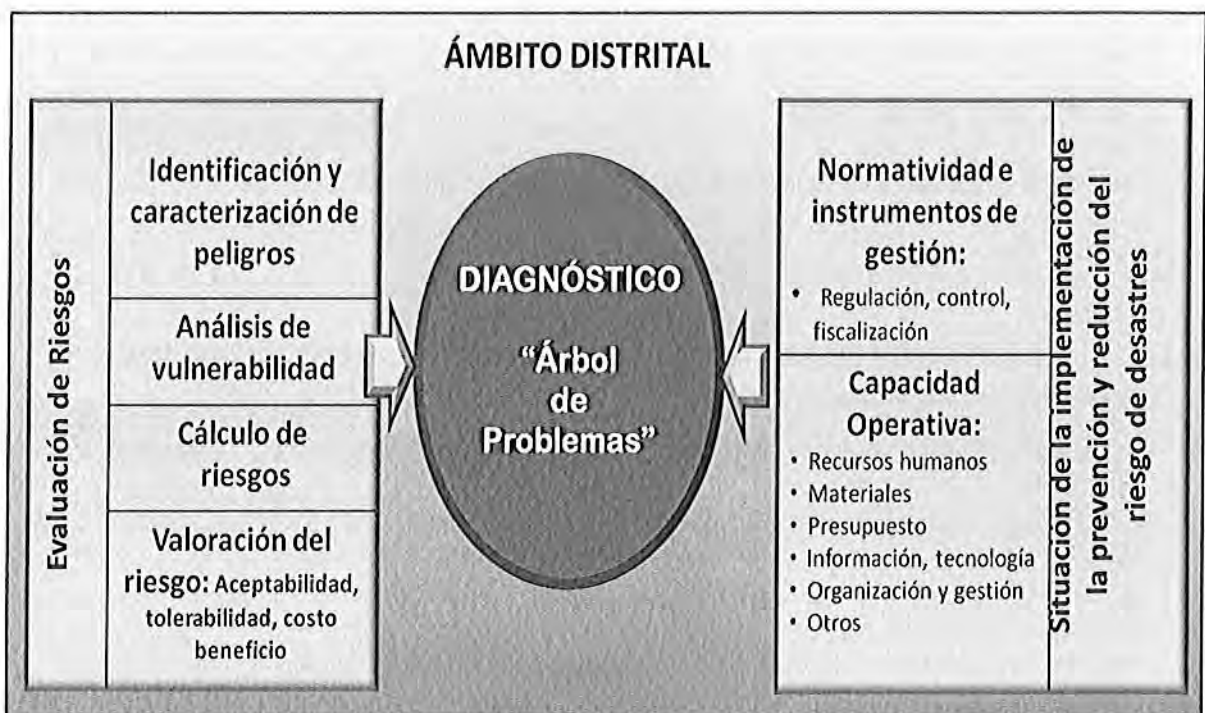 ÁMBITO DISTRITAL
Evaluación de Riesgos
Identificación y
caracterización de
peligros
Análisis de
vulnerabilidad
Cálculo de
riesgos
Valoración del
riesgo: Aceptabilidad,
tolerabilidad, costo
beneficio
DIAGNÓSTICO
“Árbol
de
Problemas”
Normatividad e
instrumentos de
gestión:
• Regulación, control,
fiscalización
Capacidad
Operativa:
• Recursos humanos
• Materiales
• Presupuesto
• Información, tecnología
• Organización y gestión
• Otros
Situación de la implementación de
la prevención y reducción del
riesgo de desastres